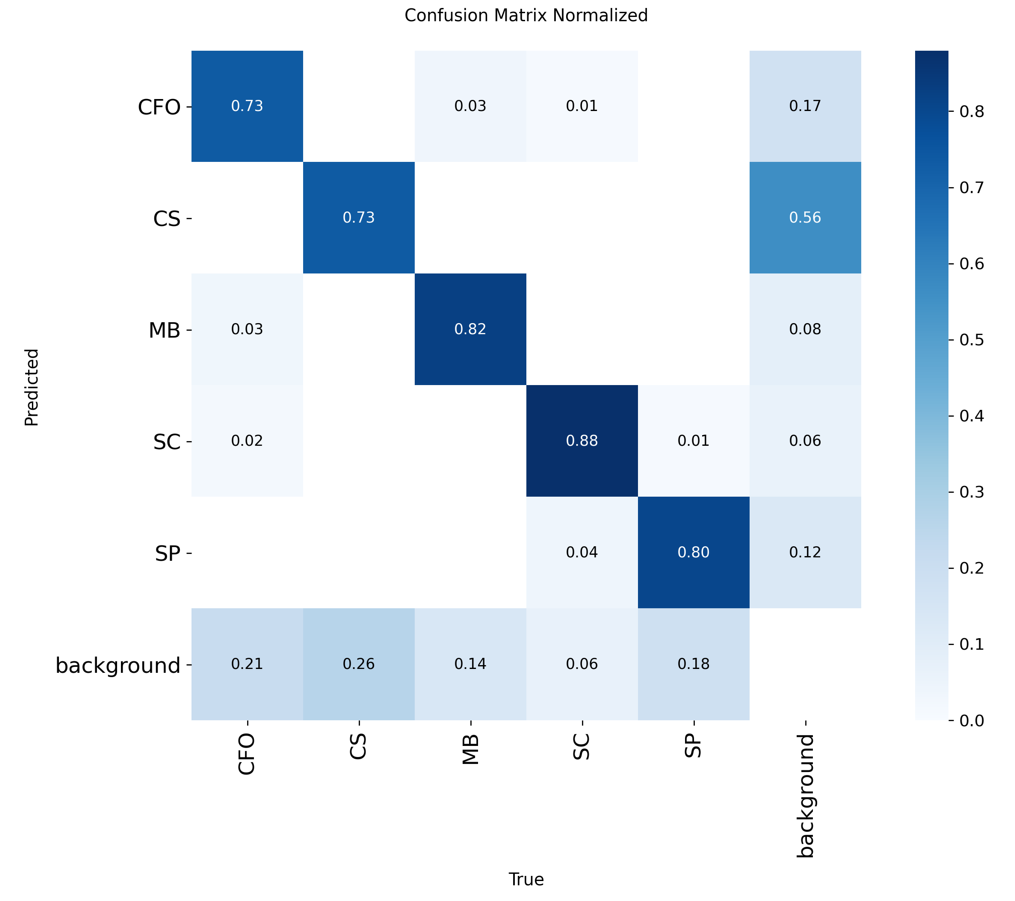 Confusion Matrix Normalized
CFO 0.73 0.03 0.01 0.17
CS 0.73 0.56
MB 0.03 0.82 0.08
SC 0.02 0.88 0.01 0.06
SP 0.04 0.80 0.12
background 0.21 0.26 0.14 0.06 0.18
CFO CS MB SC SP background
True
Predicted
0.8
0.7
0.6
0.5
0.4
0.3
0.2
0.1
0.0